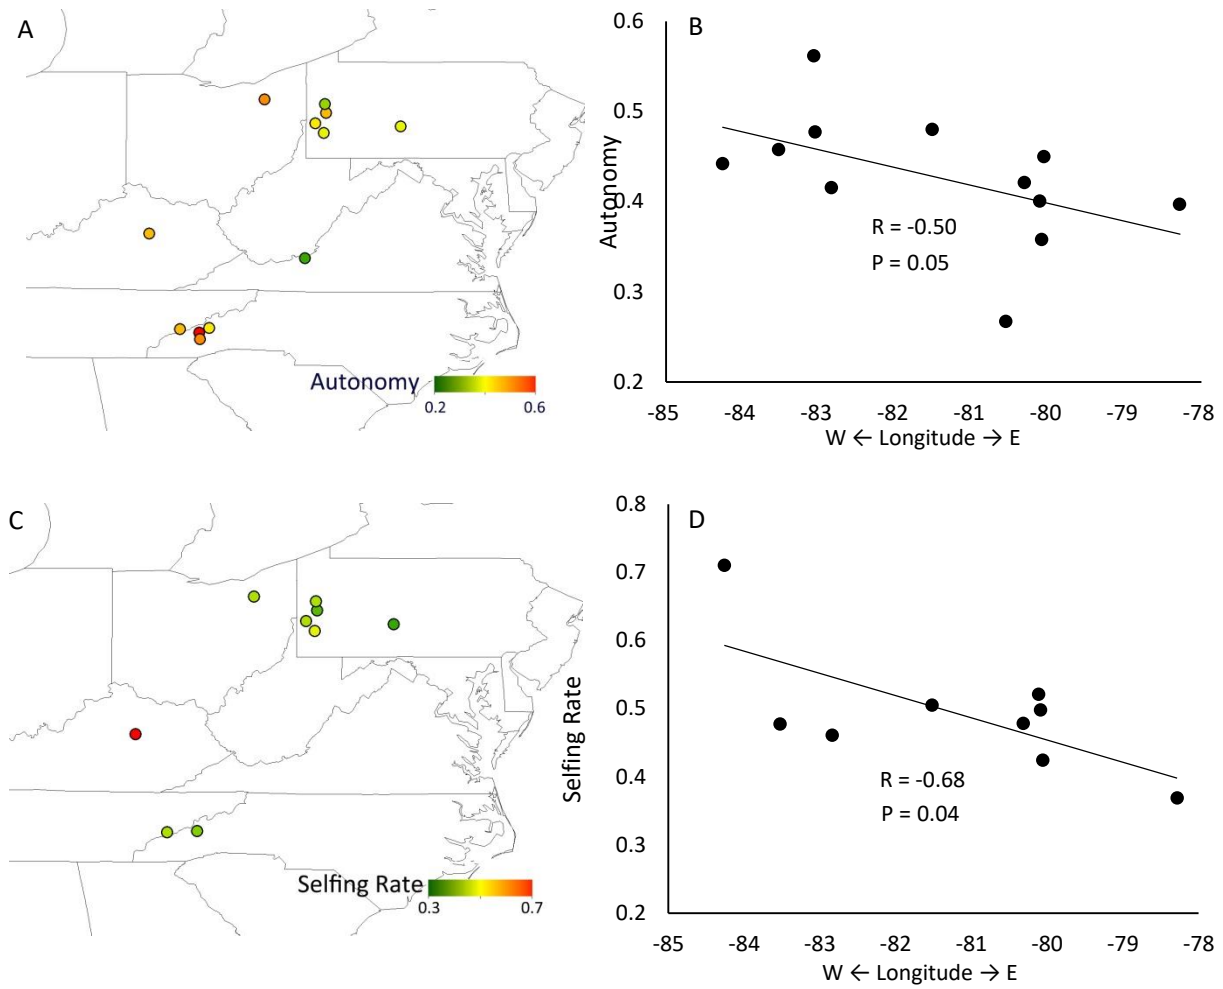 A
Autonomy
0.2
0.6
B
0.6
0.5
0.4
0.3
0.2
Autonomy
R = -0.50
P = 0.05
-85 -84 -83 -82 -81 -80 -79 -78
W ← Longitude → E
C
Selfing Rate
0.3
0.7
D
0.8
0.7
0.6
0.5
0.4
0.3
0.2
Selfing Rate
R = -0.68
P = 0.04
-85 -84 -83 -82 -81 -80 -79 -78
W ← Longitude → E